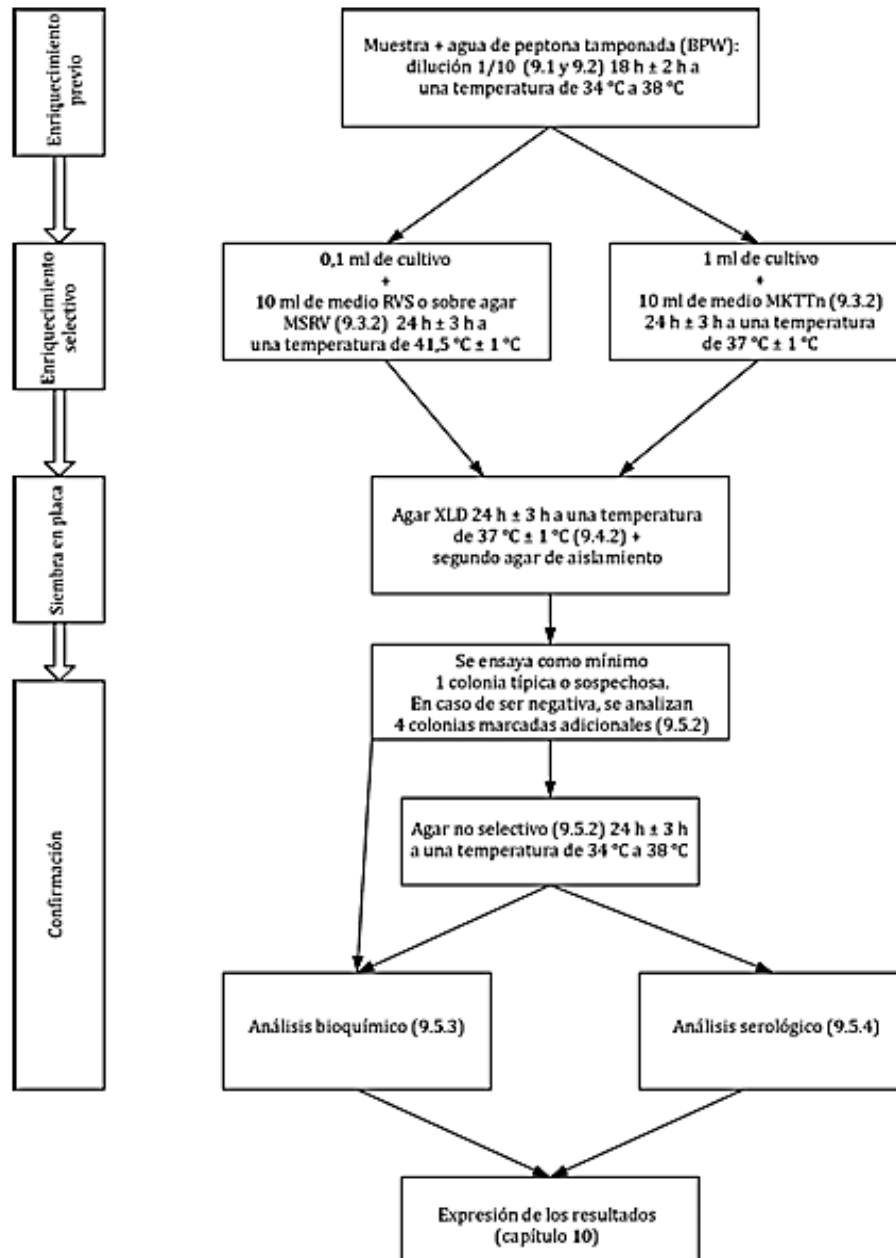 Enriquecimiento
previo
Muestra + agua de peptona tamponada (BPW):
dilución 1/10 (9.1 y 9.2) 18 h ± 2 h a
una temperatura de 34 °C a 38 °C
Enriquecimiento
selectivo
0,1 ml de cultivo
+
10 ml de medio RVS o sobre agar
MSRV (9.3.2) 24 h ± 3 h a
una temperatura de 41,5 °C ± 1 °C
1 ml de cultivo
+
10 ml de medio MKTTn (9.3.2)
24 h ± 3 h a una temperatura
de 37 °C ± 1 °C
Siembra en placa
Agar XLD 24 h ± 3 h a una temperatura
de 37 °C ± 1 °C (9.4.2) +
segundo agar de aislamiento
Confirmación
Se ensaya como mínimo
1 colonia típica o sospechosa.
En caso de ser negativa, se analizan
4 colonias marcadas adicionales (9.5.2)
Agar no selectivo (9.5.2) 24 h ± 3 h
a una temperatura de 34 °C a 38 °C
Análisis bioquímico (9.5.3)
Análisis serológico (9.5.4)
Expresión de los resultados
(capítulo 10)